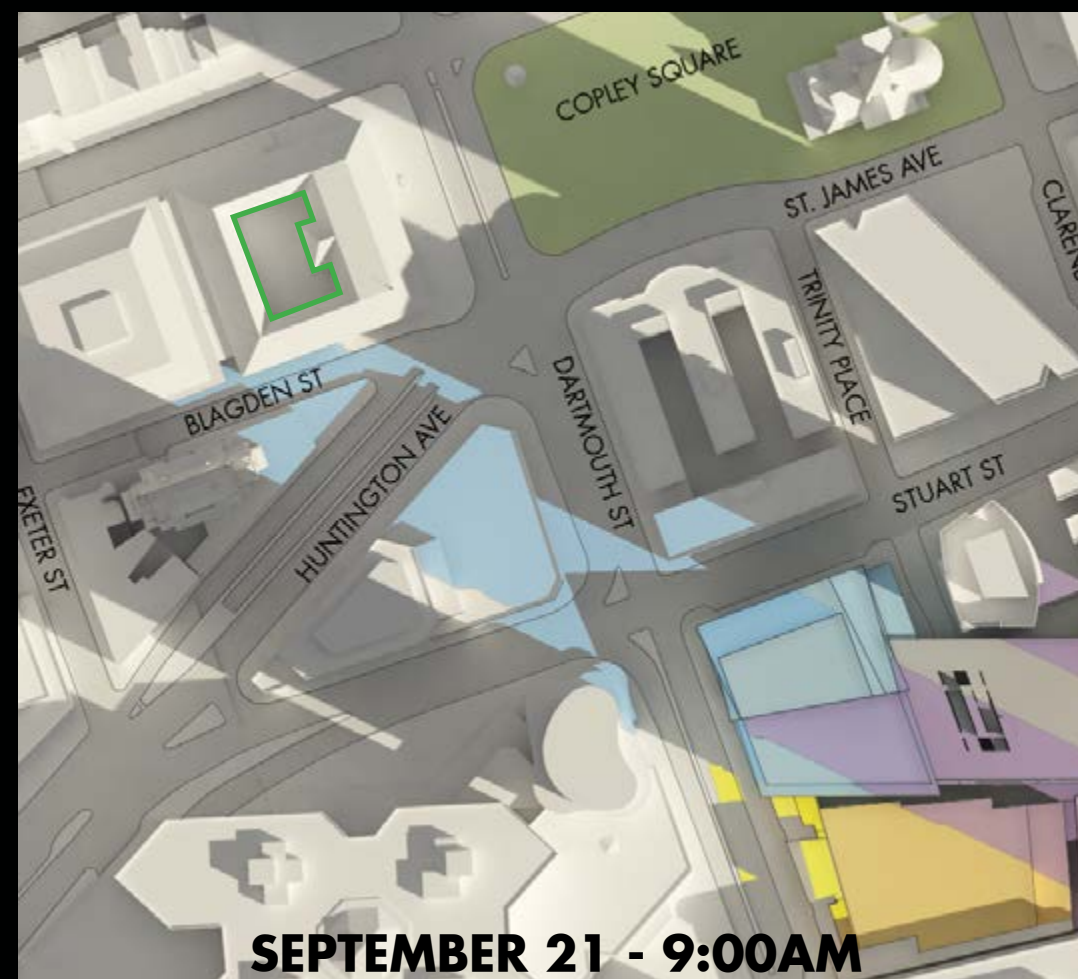 COPLEY SQUARE
ST. JAMES AVE
TRINITY PLACE
BLAGDEN ST
HUNTINGTON AVE
DARTMOUTH ST
STUART ST
EXETER ST
SEPTEMBER 21 - 9:00AM